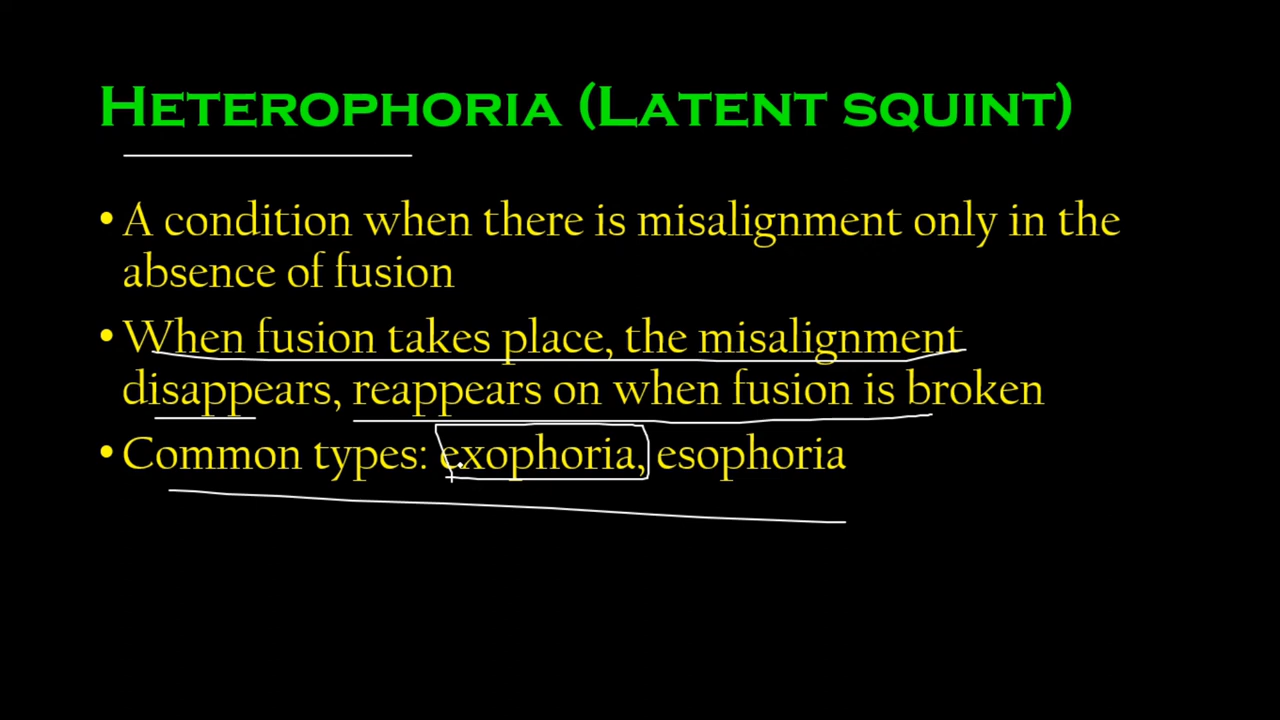 HETEROPHORIA (LATENT SQUINT)
• A condition when there is misalignment only in the
absence of fusion
• When fusion takes place, the misalignment
disappears, reappears on when fusion is broken
• Common types: exophoria, esophoria